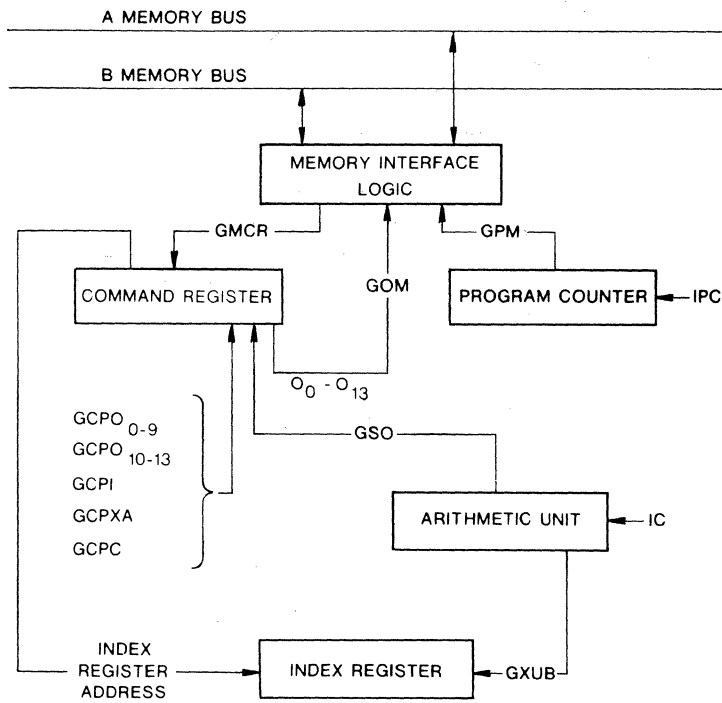 A MEMORY BUS
B MEMORY BUS
MEMORY INTERFACE
LOGIC
GMCR
GPM
COMMAND REGISTER
GOM
PROGRAM COUNTER
IPC
O0 - O13
GCPO 0-9
GCPO 10-13
GCPI
GCPXA
GCPC
GSO
ARITHMETIC UNIT
IC
INDEX
REGISTER
ADDRESS
INDEX REGISTER
GXUB